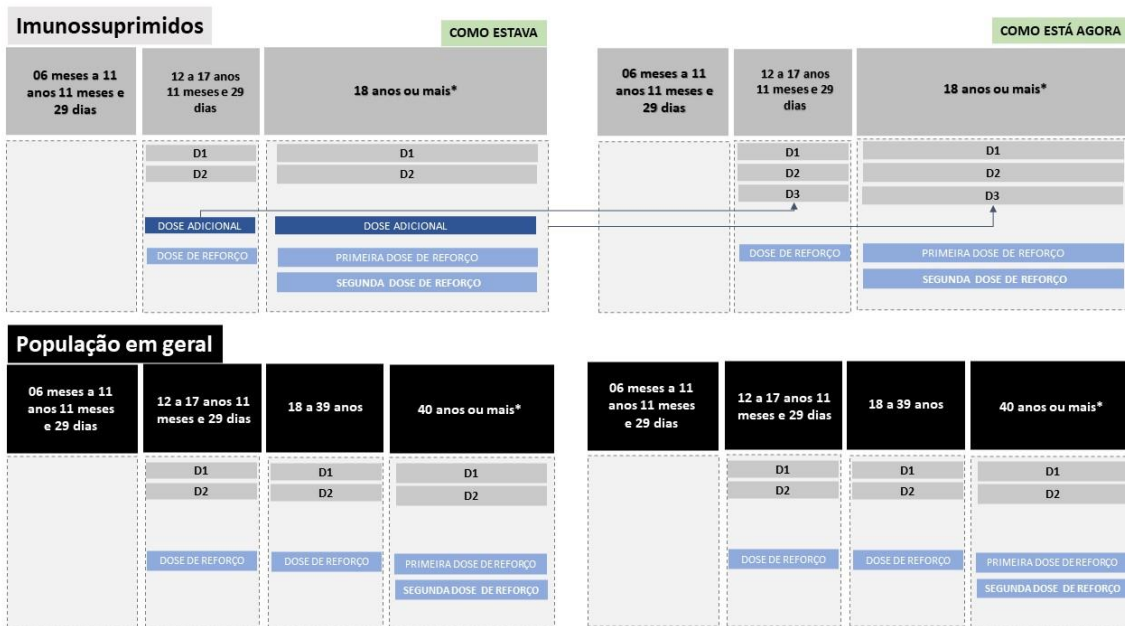 Imunossuprimidos
COMO ESTAVA
COMO ESTÁ AGORA
06 meses a 11
anos 11 meses e
29 dias
12 a 17 anos
11 meses e 29
dias
18 anos ou mais*
06 meses a 11
anos 11 meses e
29 dias
12 a 17 anos
11 meses e 29
dias
18 anos ou mais*
D1
D2
DOSE ADICIONAL
DOSE DE REFORÇO
D1
D2
DOSE ADICIONAL
PRIMEIRA DOSE DE REFORÇO
SEGUNDA DOSE DE REFORÇO
D1
D2
D3
DOSE DE REFORÇO
D1
D2
D3
PRIMEIRA DOSE DE REFORÇO
SEGUNDA DOSE DE REFORÇO
População em geral
06 meses a 11
anos 11 meses
e 29 dias
12 a 17 anos 11
meses e 29 dias
18 a 39 anos
40 anos ou mais*
06 meses a 11
anos 11 meses
e 29 dias
12 a 17 anos 11
meses e 29 dias
18 a 39 anos
40 anos ou mais*
D1
D2
DOSE DE REFORÇO
D1
D2
DOSE DE REFORÇO
D1
D2
PRIMEIRA DOSE DE REFORÇO
SEGUNDA DOSE DE REFORÇO
D1
D2
DOSE DE REFORÇO
D1
D2
DOSE DE REFORÇO
D1
D2
PRIMEIRA DOSE DE REFORÇO
SEGUNDA DOSE DE REFORÇO